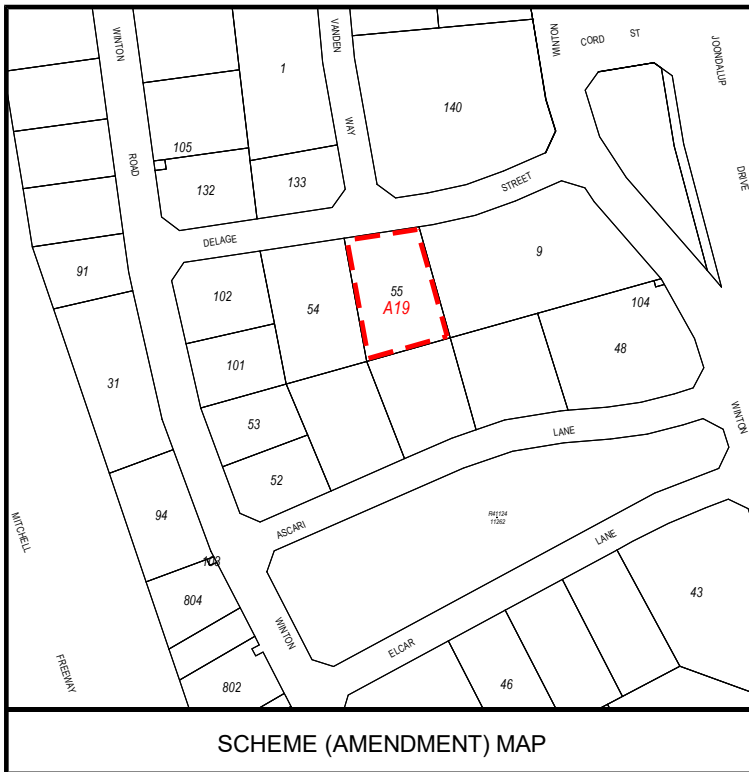 WINTON
ROAD
VANDEN
WAY
WINTON
CORD ST
JOONDALUP
DRIVE
1
140
105
132
133
STREET
DELAGE
91
102
54
55
A19
9
104
48
101
31
53
52
94
LANE
WINTON
ASCARI
R41124
11262
MITCHELL
103
804
LANE
43
WINTON
ELCAR
FREEWAY
802
46
SCHEME (AMENDMENT) MAP